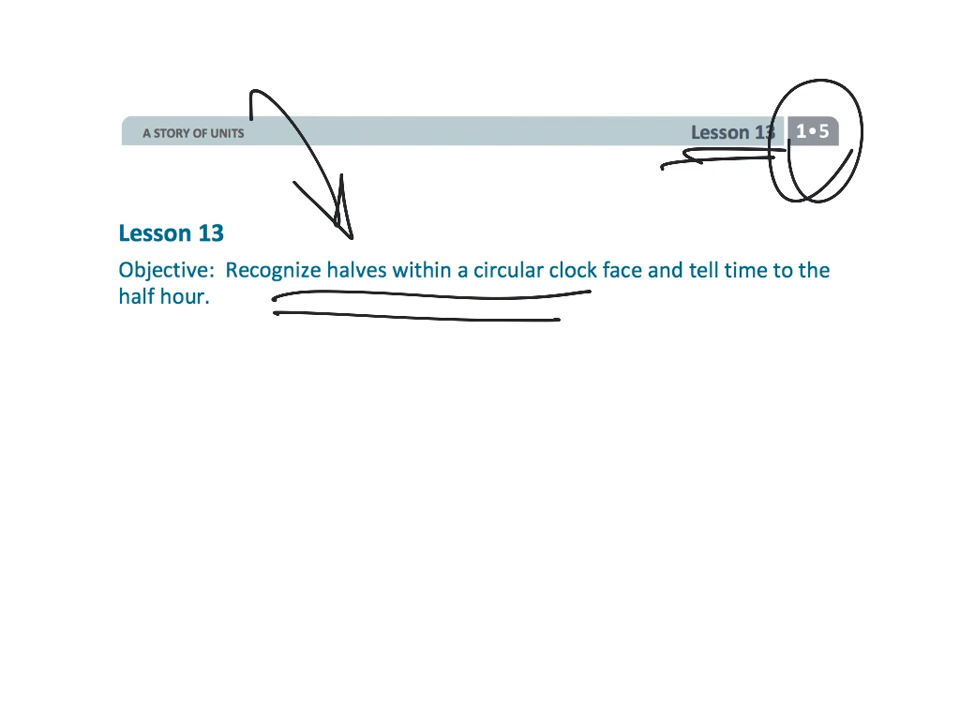 A STORY OF UNITS
Lesson 13 1•5
Lesson 13
Objective: Recognize halves within a circular clock face and tell time to the
half hour.